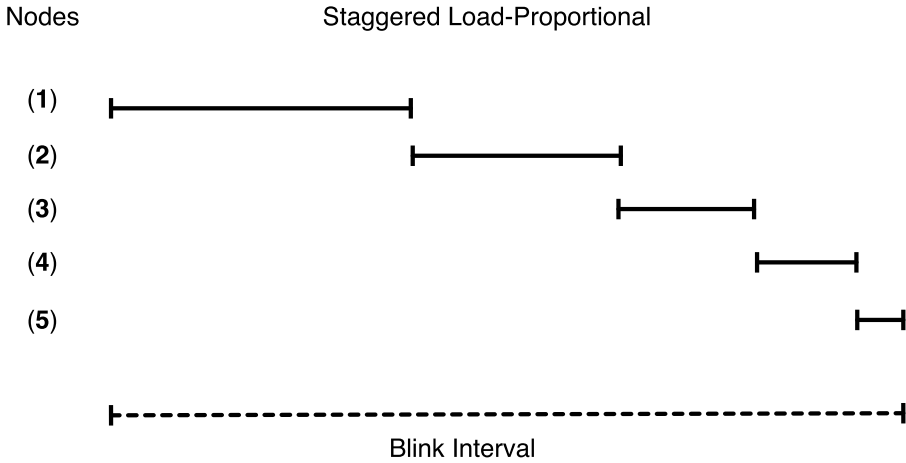 Nodes Staggered Load-Proportional
(1)
(2)
(3)
(4)
(5)
Blink Interval